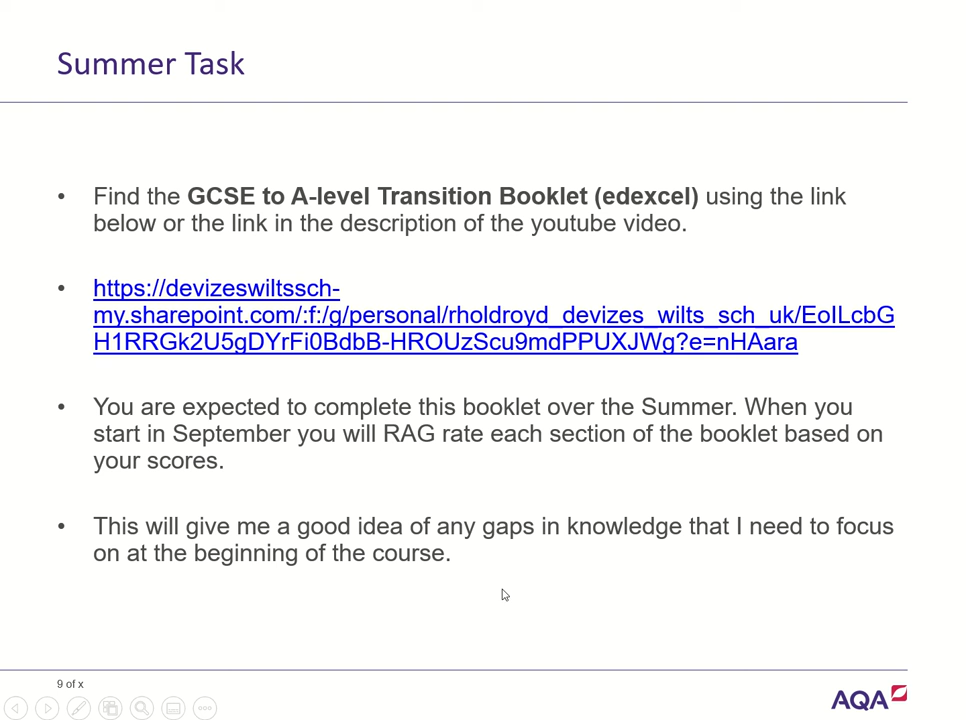 Summer Task
• Find the GCSE to A-level Transition Booklet (edexcel) using the link
below or the link in the description of the youtube video.
• https://devizeswiltssch-
my.sharepoint.com/:f:/g/personal/rholdroyd_devizes_wilts_sch_uk/EoILcbG
H1RRGk2U5gDYrFi0BdbB-HROUzScu9mdPPUXJWg?e=nHAara
• You are expected to complete this booklet over the Summer. When you
start in September you will RAG rate each section of the booklet based on
your scores.
• This will give me a good idea of any gaps in knowledge that I need to focus
on at the beginning of the course.
9 of x
AQA